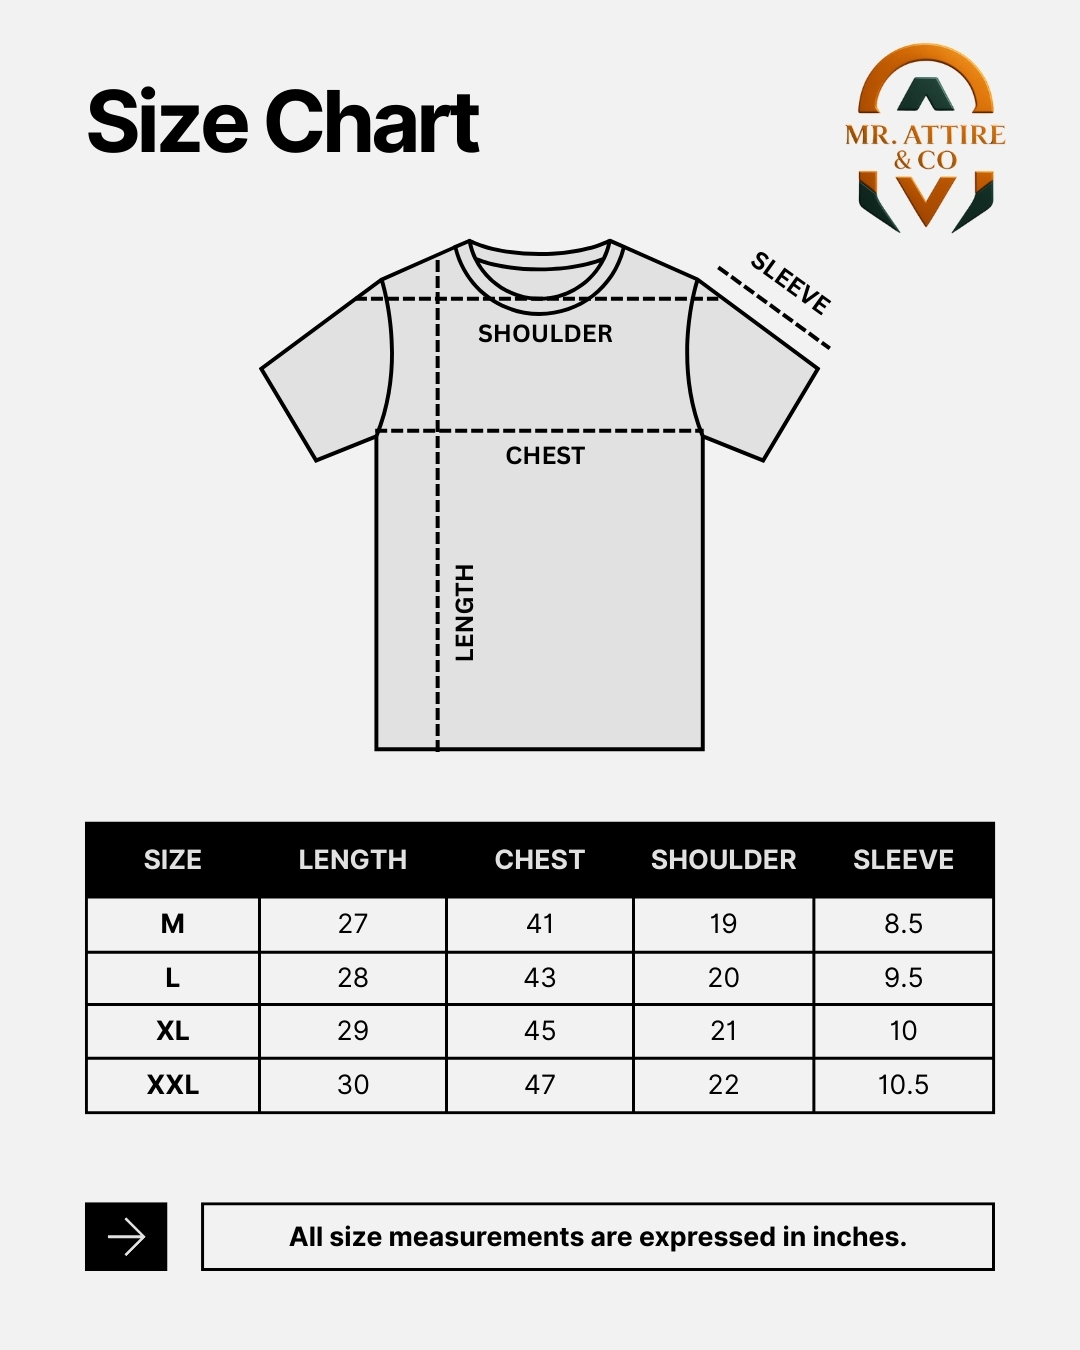 Size Chart
MR. ATTIRE
& CO
SLEEVE
SHOULDER
CHEST
LENGTH
SIZE LENGTH CHEST SHOULDER SLEEVE
M 27 41 19 8.5
L 28 43 20 9.5
XL 29 45 21 10
XXL 30 47 22 10.5
All size measurements are expressed in inches.